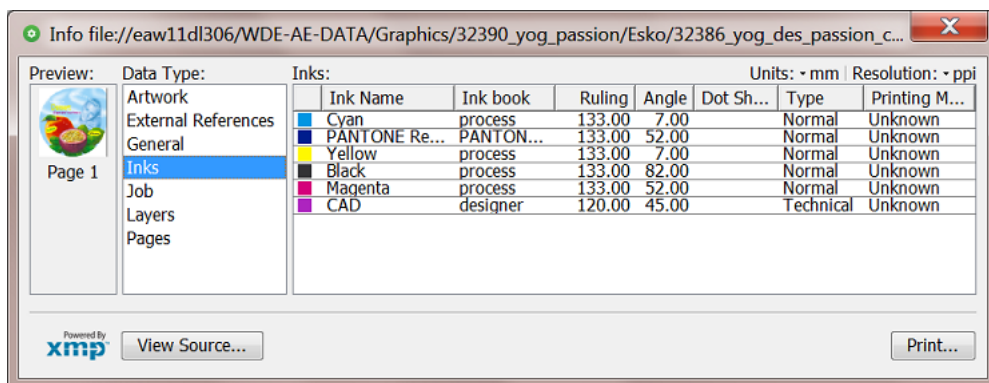 Info file://eaw11dl306/WDE-AE-DATA/Graphics/32390_yog_passion/Esko/32386_yog_des_passion_c...
Preview: Data Type: Inks: Units: mm Resolution: ppi
Artwork
External References
General
Inks
Job
Layers
Pages
Page 1
Ink Name Ink book Ruling Angle Dot Sh... Type Printing M...
Cyan process 133.00 7.00 Normal Unknown
PANTONE Re... PANTON... 133.00 52.00 Normal Unknown
Yellow process 133.00 7.00 Normal Unknown
Black process 133.00 82.00 Normal Unknown
Magenta process 133.00 52.00 Normal Unknown
CAD designer 120.00 45.00 Technical Unknown
Powered By
xmp
View Source...
Print...